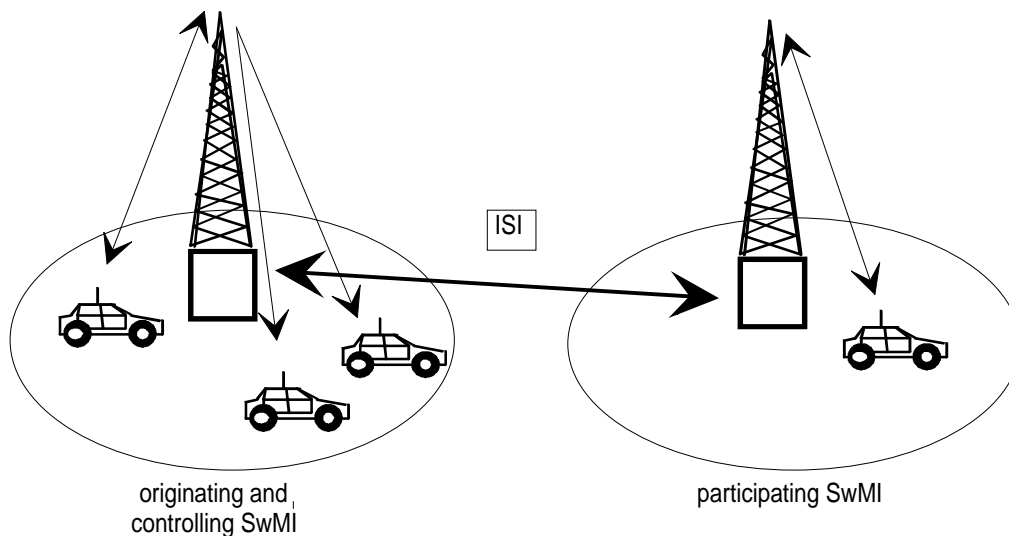 ISI
originating and
controlling SwMI
participating SwMI